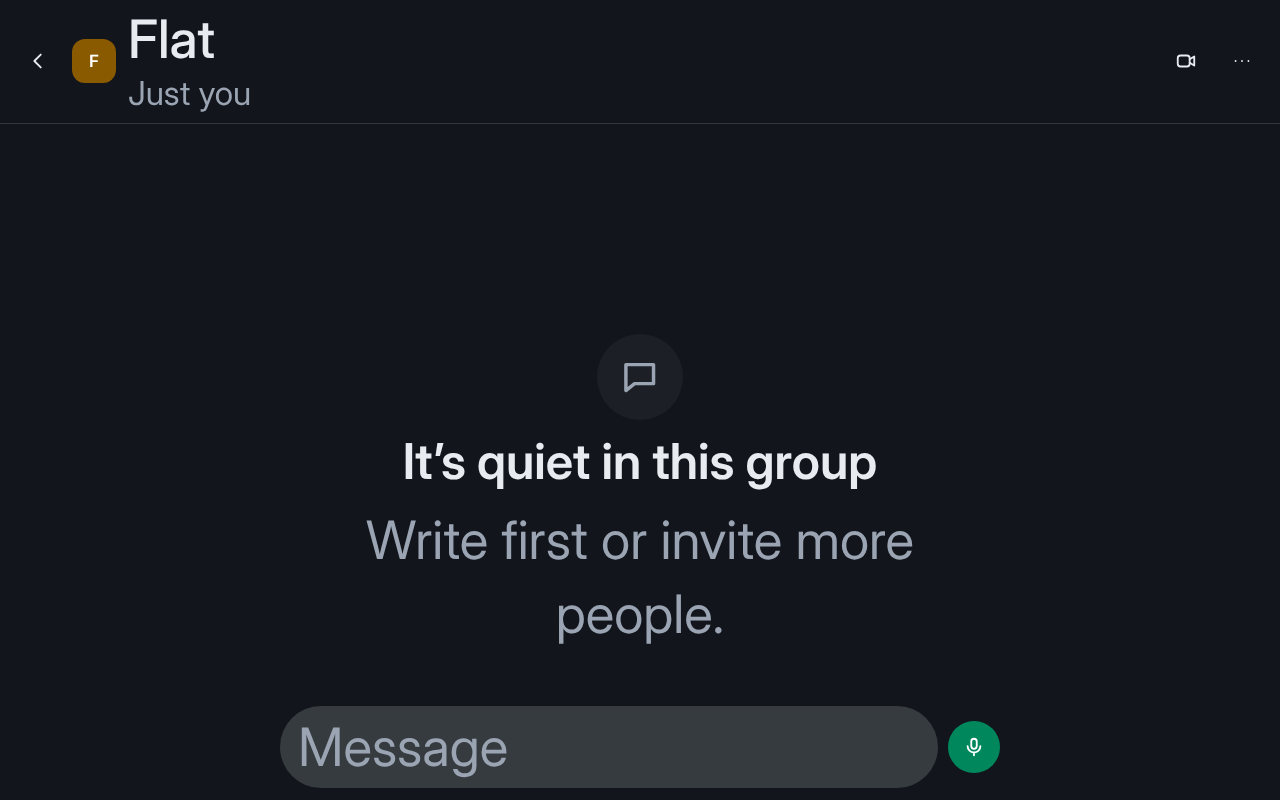 F
Flat
Just you
It’s quiet in this group
Write first or invite more
people.
Message